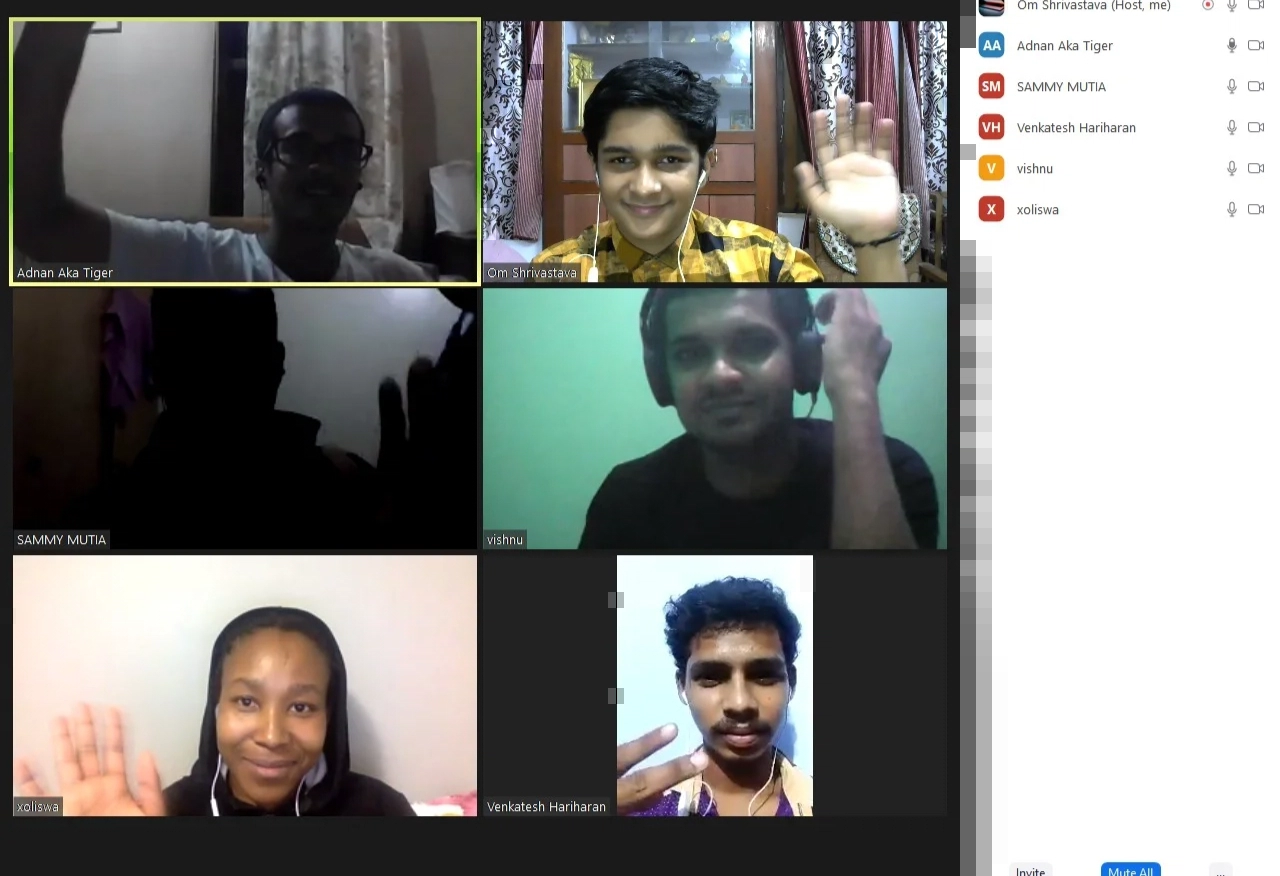 Adnan Aka Tiger
Om Shrivastava
SAMMY MUTIA
vishnu
xoliswa
Venkatesh Hariharan
Om Shrivastava (Host, me)
AA Adnan Aka Tiger
SM SAMMY MUTIA
VH Venkatesh Hariharan
V vishnu
X xoliswa
Invite Mute All ...